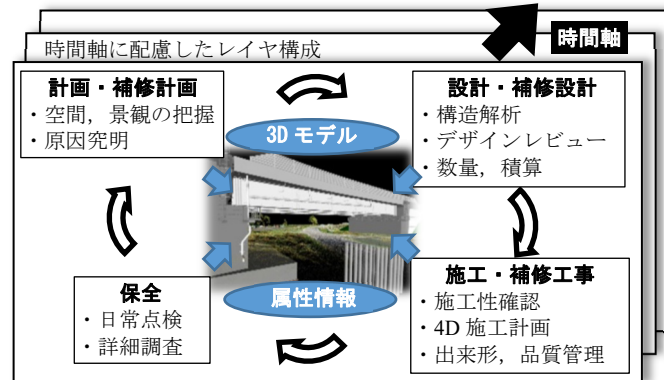 時間軸
時間軸に配慮したレイヤ構成
計画・補修計画
・空間，景観の把握
・原因究明
設計・補修設計
・構造解析
・デザインレビュー
・数量，積算
3D モデル
属性情報
保全
・日常点検
・詳細調査
施工・補修工事
・施工性確認
・4D 施工計画
・出来形，品質管理